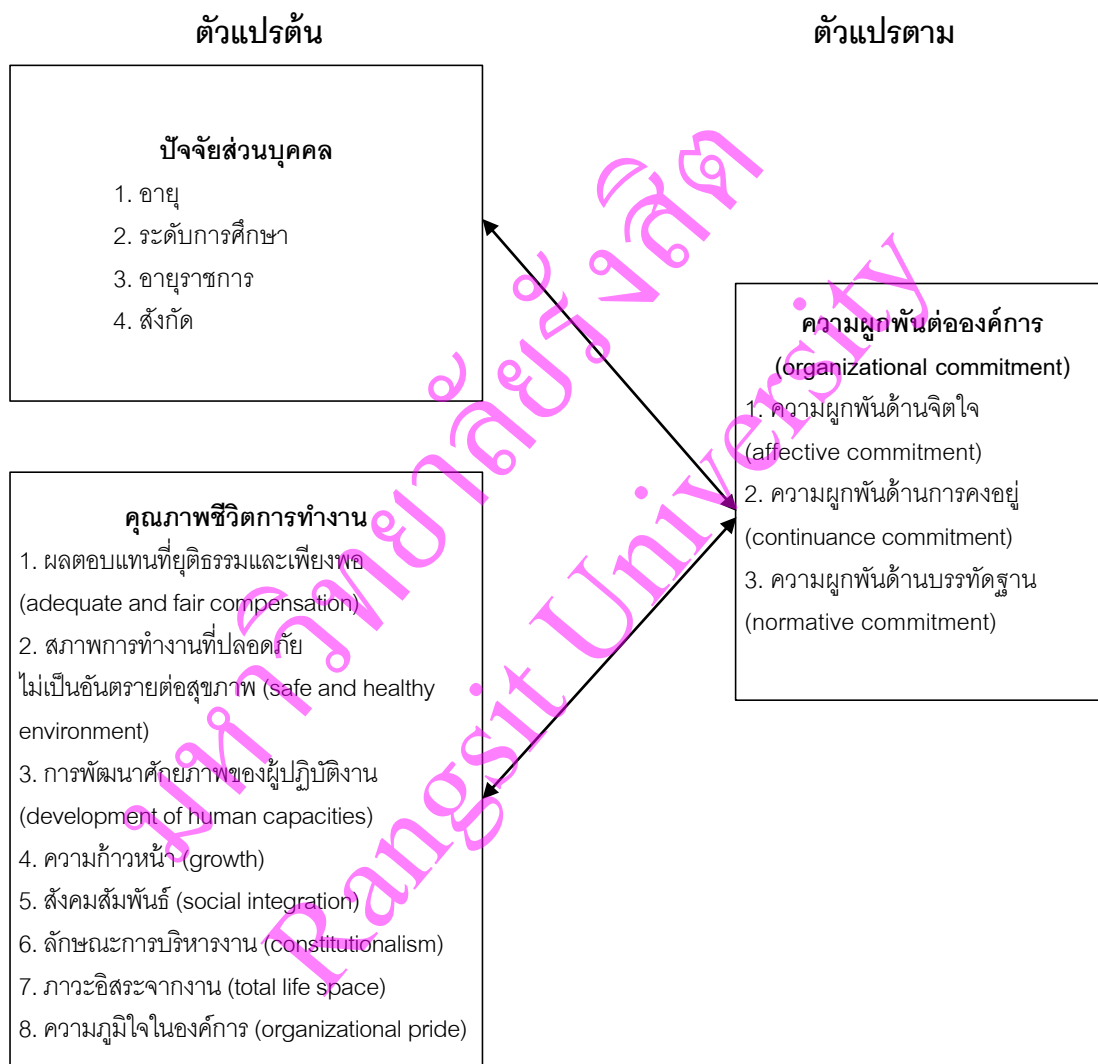 ตัวแปรต้น
ตัวแปรตาม
ปัจจัยส่วนบุคคล
1. อายุ
2. ระดับการศึกษา
3. อายุราชการ
4. สังกัด
ความผูกพันต่อองค์การ
(organizational commitment)
1. ความผูกพันด้านจิตใจ
(affective commitment)
2. ความผูกพันด้านการคงอยู่
(continuance commitment)
3. ความผูกพันด้านบรรทัดฐาน
(normative commitment)
คุณภาพชีวิตการทำงาน
1. ผลตอบแทนที่ยุติธรรมและเพียงพอ
(adequate and fair compensation)
2. สภาพการทำงานที่ปลอดภัย
ไม่เป็นอันตรายต่อสุขภาพ (safe and healthy
environment)
3. การพัฒนาศักยภาพของผู้ปฏิบัติงาน
(development of human capacities)
4. ความก้าวหน้า (growth)
5. สังคมสัมพันธ์ (social integration)
6. ลักษณะการบริหารงาน (constitutionalism)
7. ภาวะอิสระจากงาน (total life space)
8. ความภูมิใจในองค์การ (organizational pride)
มหาวิทยาลัยรังสิต
Rangsit University